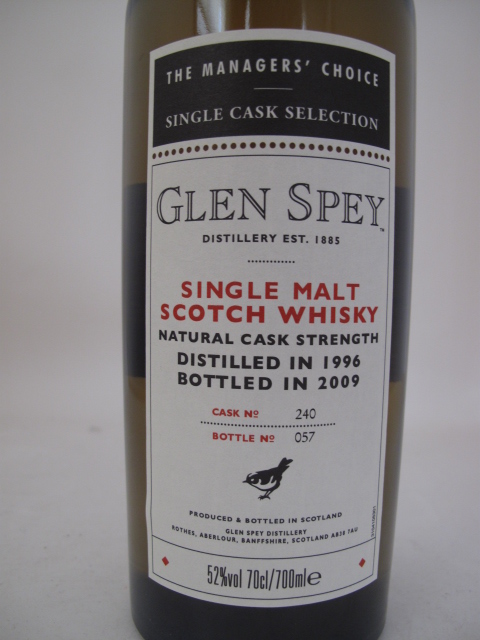 THE MANAGERS' CHOICE
SINGLE CASK SELECTION
GLEN SPEY™
DISTILLERY EST. 1885
SINGLE MALT
SCOTCH WHISKY
NATURAL CASK STRENGTH
DISTILLED IN 1996
BOTTLED IN 2009
CASK Nº 240
BOTTLE Nº 057
PRODUCED & BOTTLED IN SCOTLAND
GLEN SPEY DISTILLERY
ROTHES, ABERLOUR, BANFFSHIRE, SCOTLAND AB38 7AU
52%vol 70cl/700ml℮